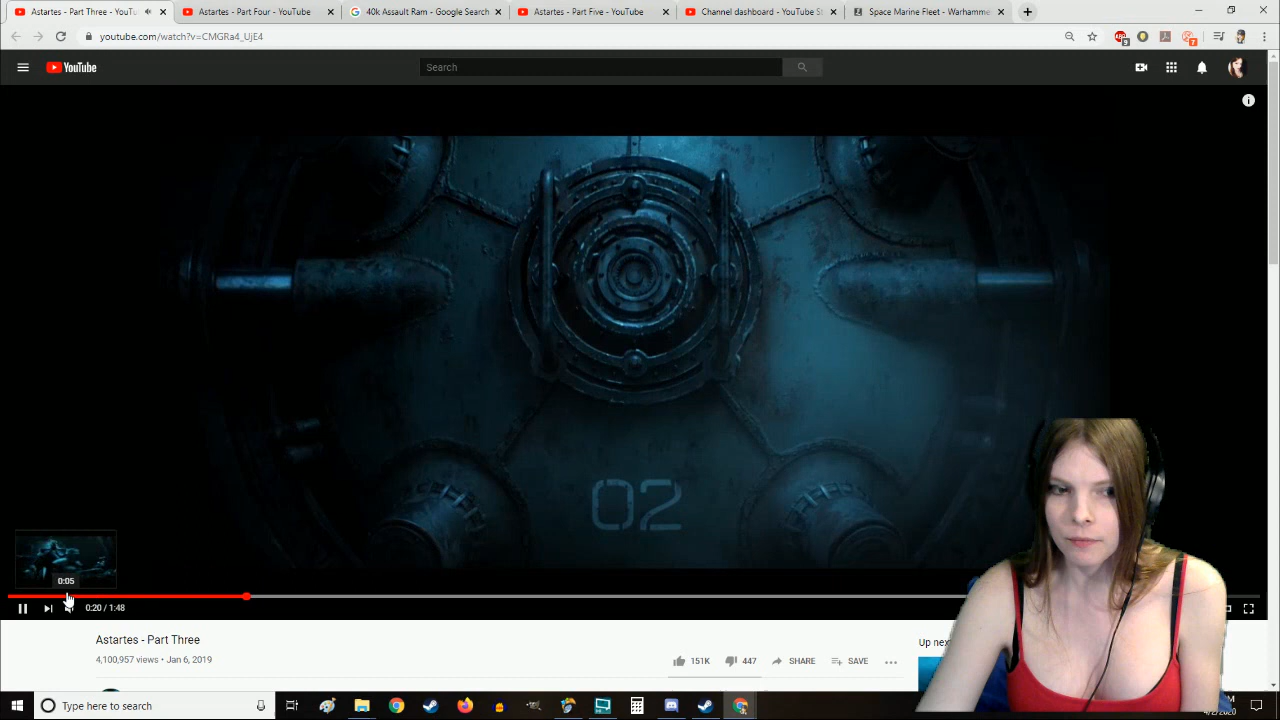 Astartes - Part Three - YouTu
Astartes - Part Four - YouTube
40k Assault Ram - Google Search
Astartes - Part Five - YouTube
Channel dashboard - YouTube St
Space Marine Fleet - Warhamme
youtube.com/watch?v=CMGRa4_UjE4
YouTube
Search
02
0:05
0:20 / 1:48
Astartes - Part Three
4,100,957 views • Jan 6, 2019
151K
447
SHARE
SAVE
Up nex
Type here to search